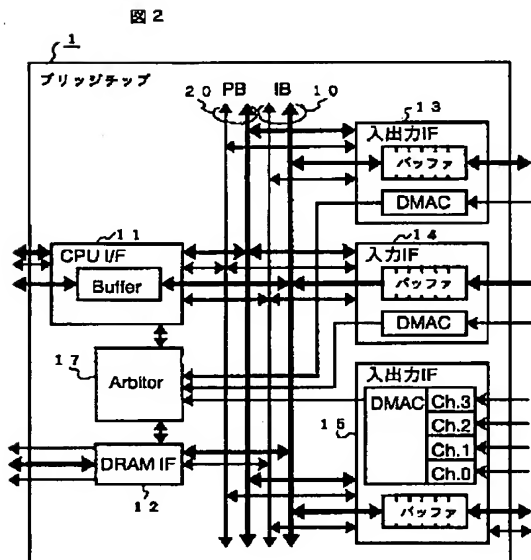 図2
1
ブリッジチップ
20 PB IB 10
13
入出力IF
バッファ
DMAC
11
CPU I/F
Buffer
14
入力IF
バッファ
DMAC
17
Arbitor
入出力IF
15
DMAC
Ch.3
Ch.2
Ch.1
Ch.0
DRAM IF
12
バッファ